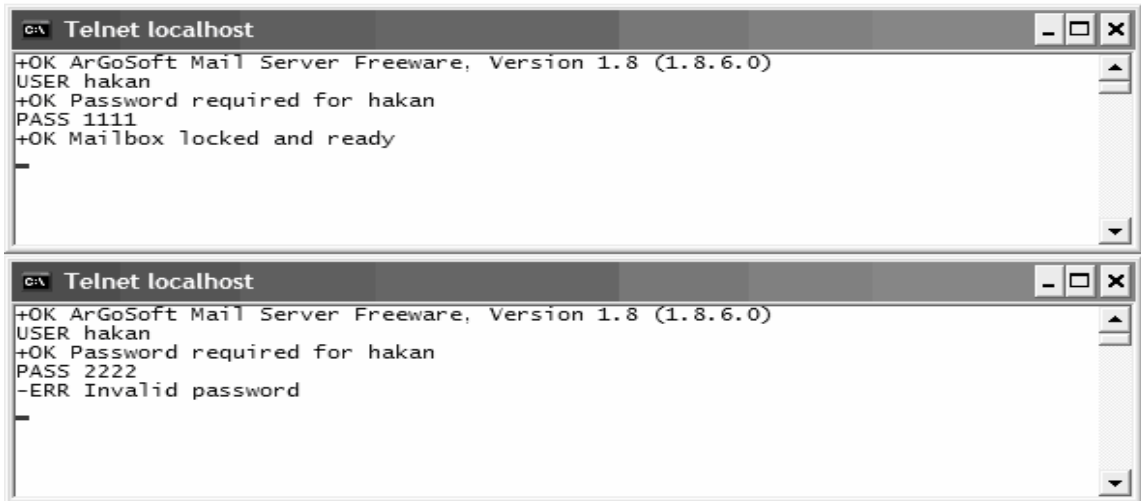 Telnet localhost
+OK ArGoSoft Mail Server Freeware, Version 1.8 (1.8.6.0)
USER hakan
+OK Password required for hakan
PASS 1111
+OK Mailbox locked and ready
Telnet localhost
+OK ArGoSoft Mail Server Freeware, Version 1.8 (1.8.6.0)
USER hakan
+OK Password required for hakan
PASS 2222
-ERR Invalid password